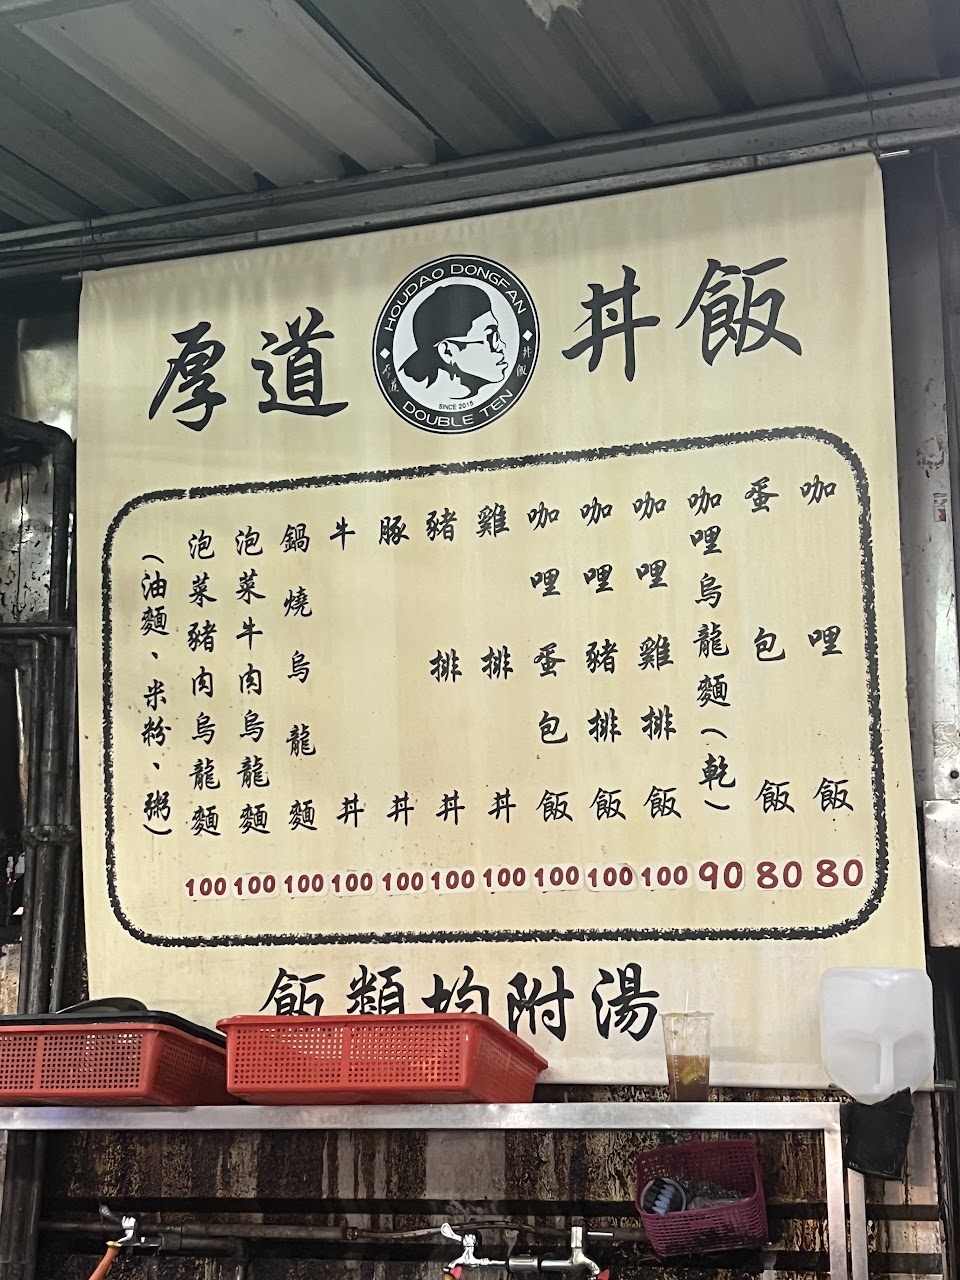 厚道 丼飯
HOUDAO DONGFAN
厚道 丼飯
SINCE 2015
DOUBLE TEN
咖哩飯 80
蛋包飯 80
咖哩烏龍麵(乾) 90
咖哩雞排飯 100
咖哩豬排飯 100
咖哩蛋包飯 100
雞排丼 100
豬排丼 100
豚丼 100
牛丼 100
鍋燒烏龍麵 100
泡菜牛肉烏龍麵 100
泡菜豬肉烏龍麵 100
(油麵、米粉、粥)
飯類均附湯